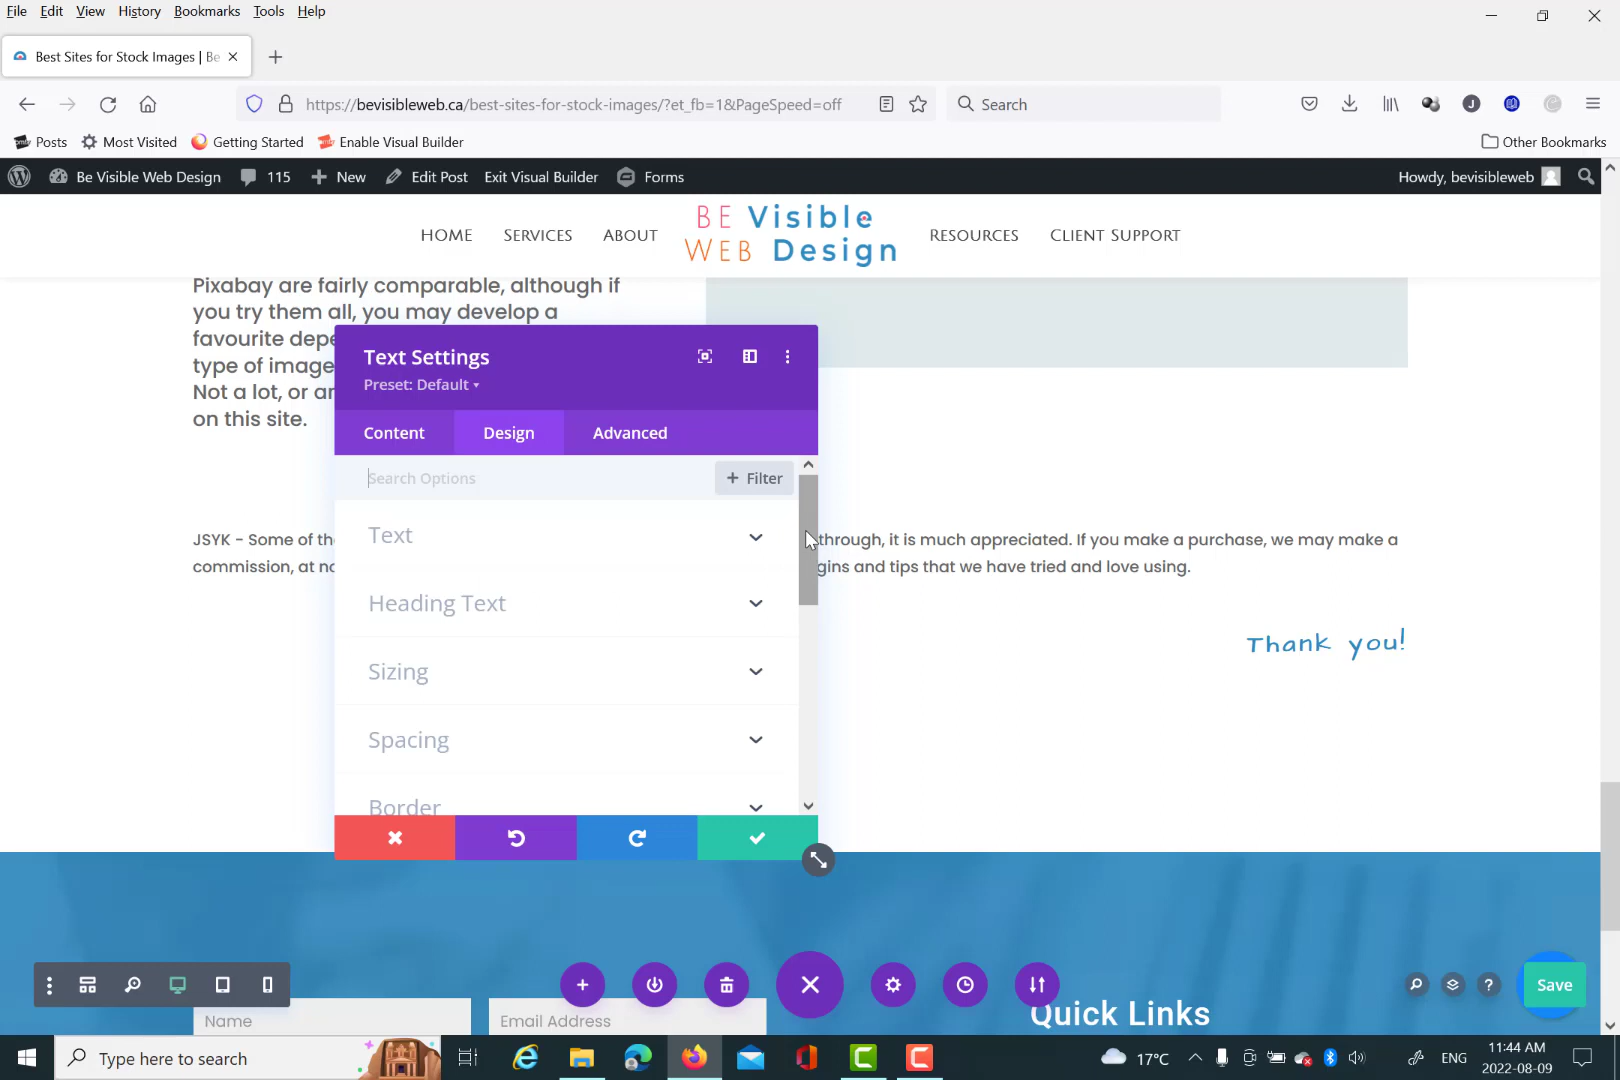 File Edit View History Bookmarks Tools Help
Best Sites for Stock Images | Be
https://bevisibleweb.ca/best-sites-for-stock-images/?et_fb=1&PageSpeed=off
Search
J
Posts Most Visited Getting Started Enable Visual Builder Other Bookmarks
Be Visible Web Design 115 New Edit Post Exit Visual Builder Forms Howdy, bevisibleweb
HOME SERVICES ABOUT
BE Visible
WEB Design
RESOURCES CLIENT SUPPORT
Pixabay are fairly comparable, although if
you try them all, you may develop a
favourite depe
type of image
Not a lot, or an
on this site.
Text Settings
Preset: Default
Content Design Advanced
Search Options + Filter
Text
Heading Text
Sizing
Spacing
Border
JSYK - Some of th through, it is much appreciated. If you make a purchase, we may make a
commission, at no gins and tips that we have tried and love using.
Thank you!
Save
Name Email Address Quick Links
Type here to search
17°C ENG
11:44 AM
2022-08-09